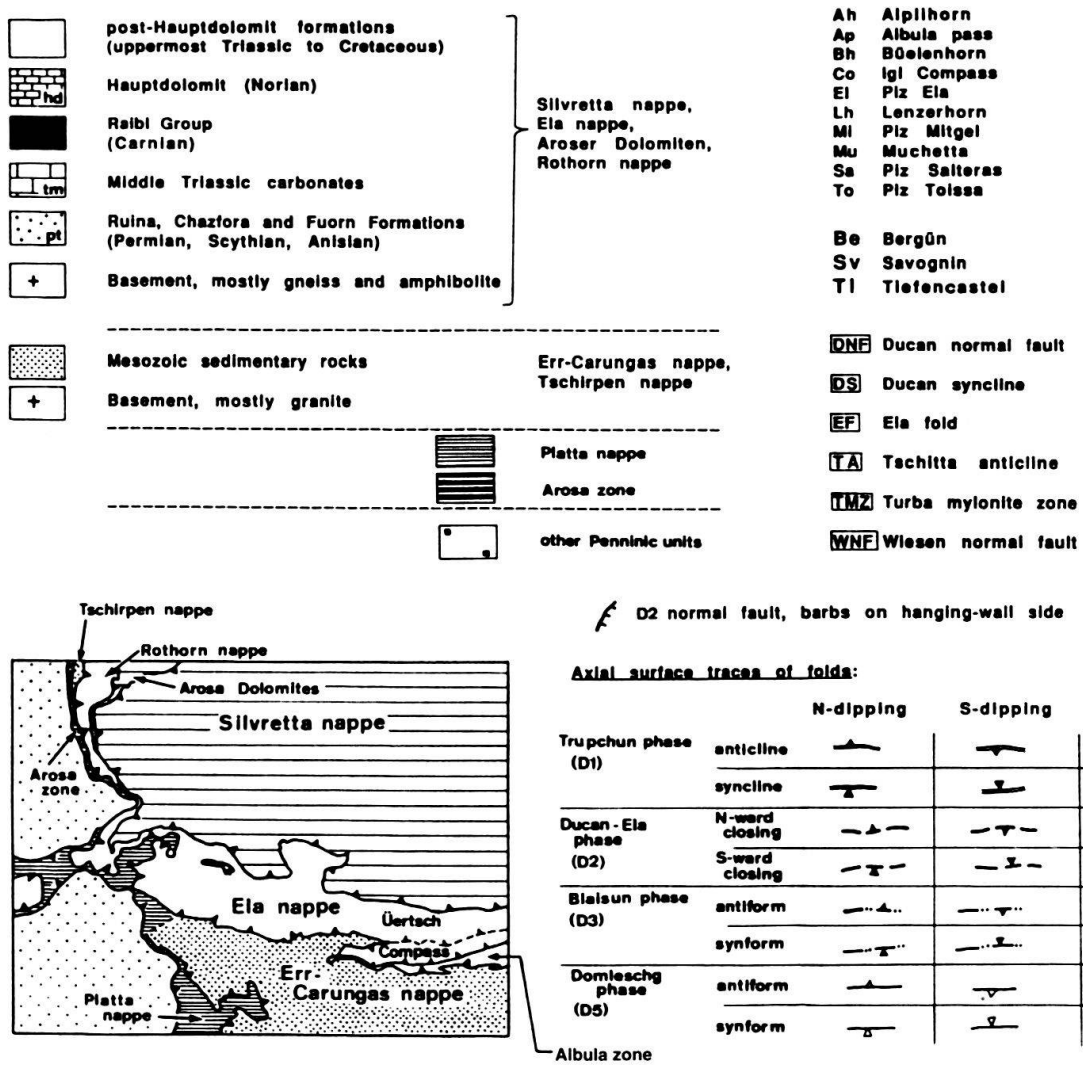 post-Hauptdolomit formations
(uppermost Triassic to Cretaceous)
hd
Hauptdolomit (Norian)
Raibl Group
(Carnian)
tm
Middle Triassic carbonates
pt
Ruina, Chazfora and Fuorn Formations
(Permian, Scythian, Anisian)
+
Basement, mostly gneiss and amphibolite
Silvretta nappe,
Ela nappe,
Aroser Dolomiten,
Rothorn nappe
Mesozoic sedimentary rocks
+
Basement, mostly granite
Err-Carungas nappe,
Tschirpen nappe
Platta nappe
Arosa zone
other Penninic units
Ah Alplihorn
Ap Albula pass
Bh Büelenhorn
Co Igl Compass
El Piz Ela
Lh Lenzerhorn
Mi Piz Mitgel
Mu Muchetta
Sa Piz Salteras
To Piz Toissa
Be Bergün
Sv Savognin
Ti Tiefencastel
DNF Ducan normal fault
DS Ducan syncline
EF Ela fold
TA Tschitta anticline
TMZ Turba mylonite zone
WNF Wiesen normal fault
Tschirpen nappe
Rothorn nappe
Arosa Dolomites
Silvretta nappe
Arosa
zone
Ela nappe
Üertsch
Compass
Err-
Carungas nappe
Platta
nappe
Albula zone
D2 normal fault, barbs on hanging-wall side
Axial surface traces of folds:
N-dipping S-dipping
Trupchun phase
(D1)
anticline
syncline
Ducan-Ela
phase
(D2)
N-ward
closing
S-ward
closing
Blaisun phase
(D3)
antiform
synform
Domleschg
phase
(D5)
antiform
synform